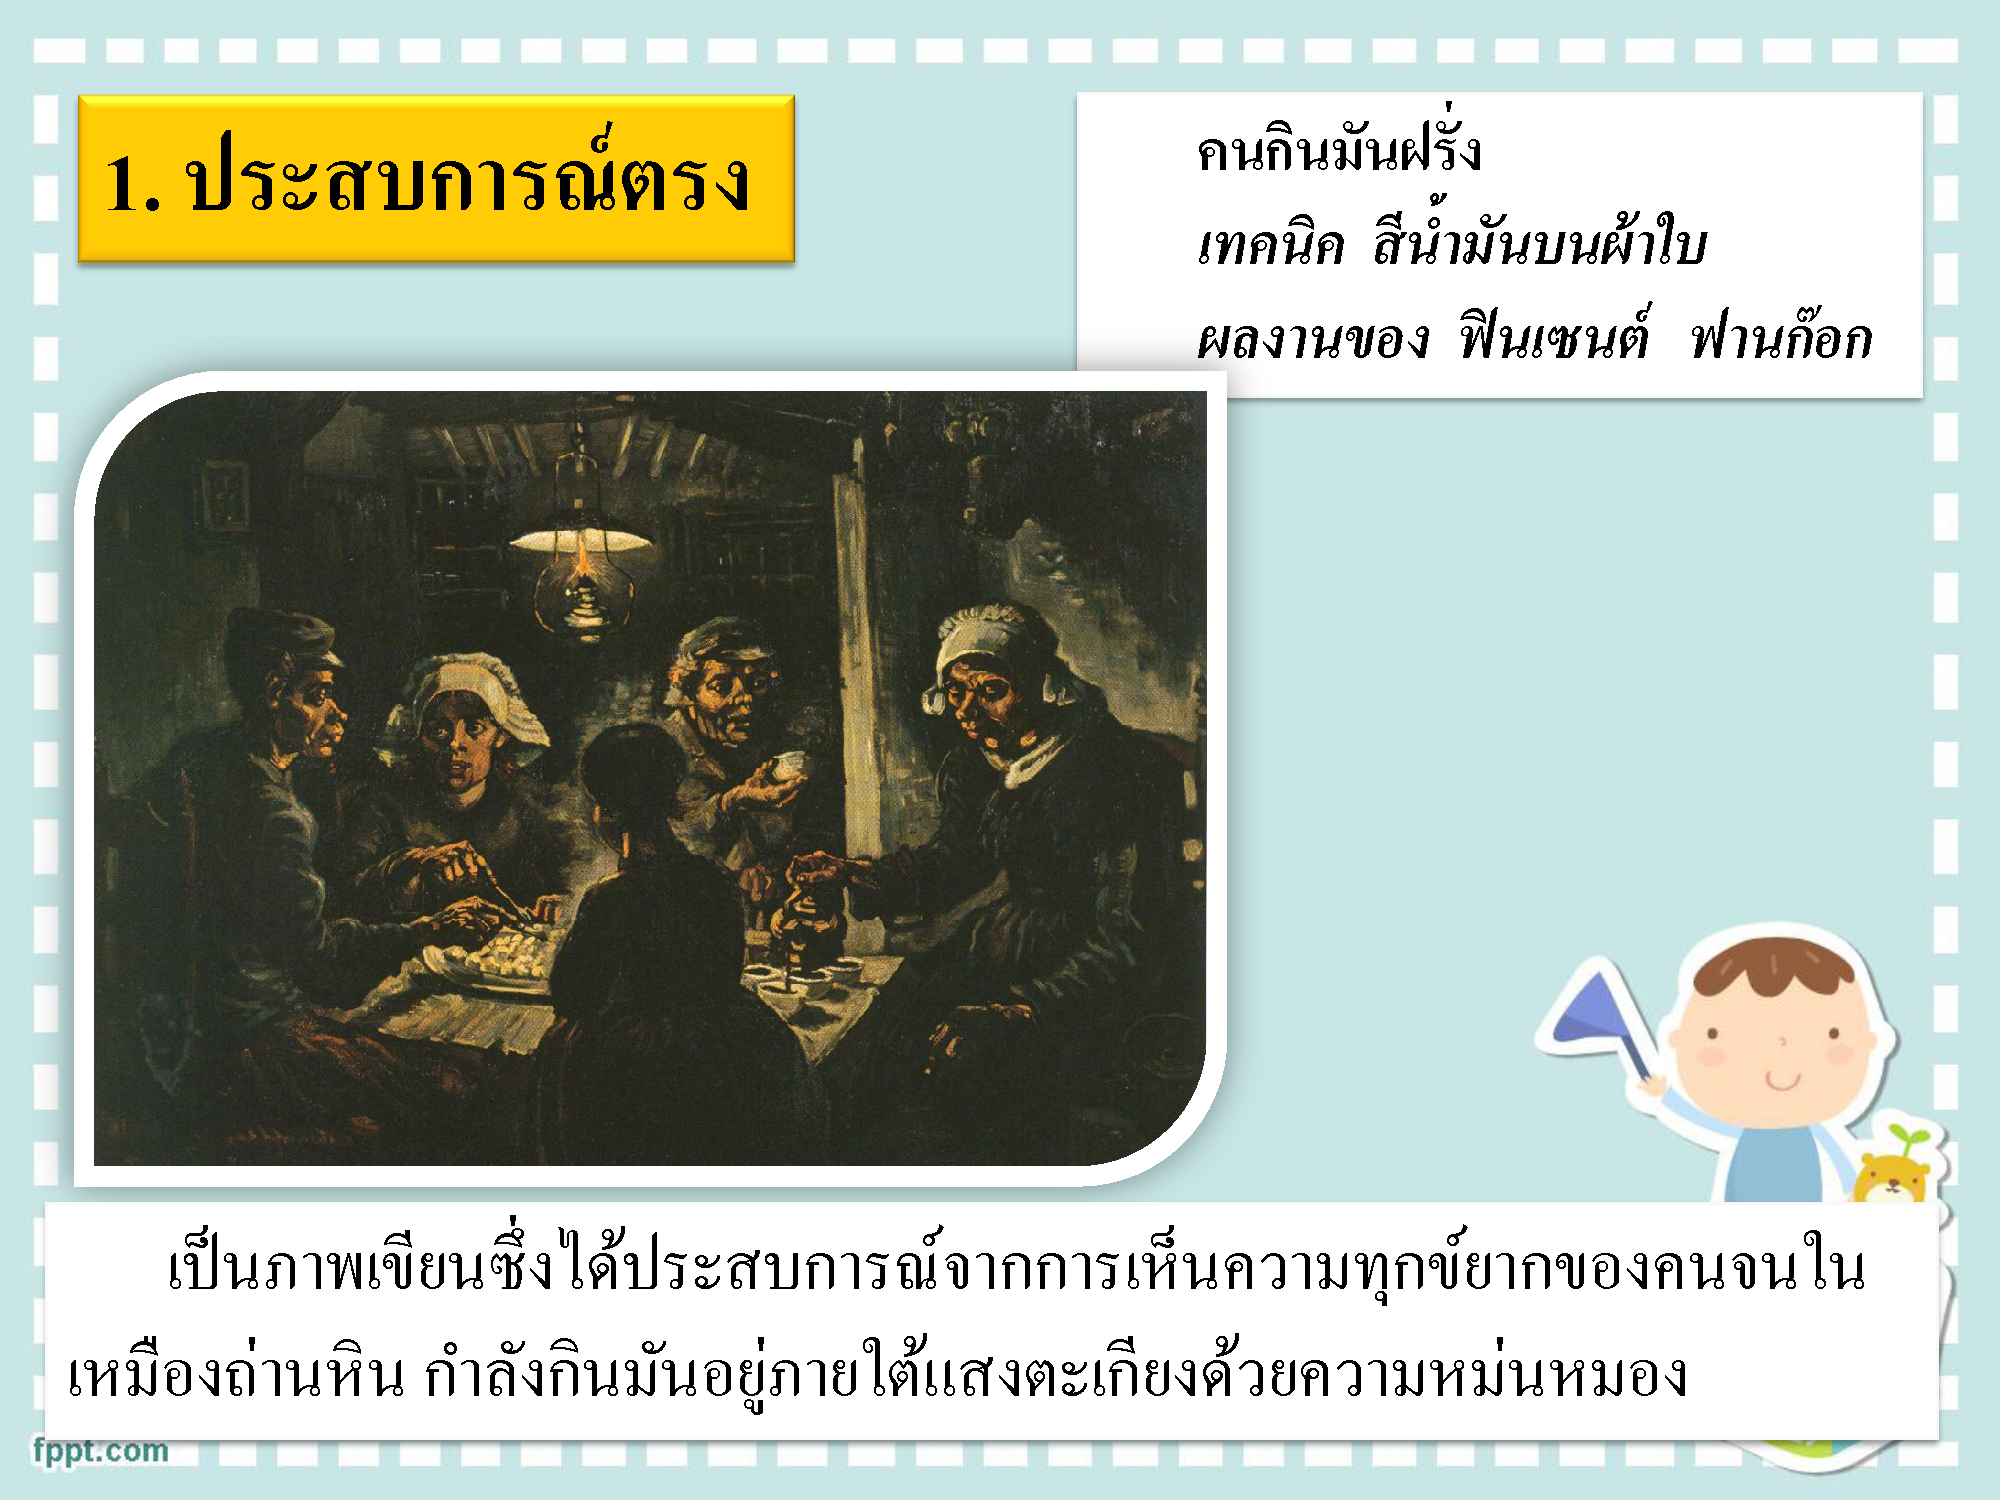 1. ประสบการณ์ตรง
คนกินมันฝรั่ง
เทคนิค สีน้ำมันบนผ้าใบ
ผลงานของ ฟินเซนต์ ฟานก๊อก
เป็นภาพเขียนซึ่งได้ประสบการณ์จากการเห็นความทุกข์ยากของคนจนใน
เหมืองถ่านหิน กำลังกินมันอยู่ภายใต้แสงตะเกียงด้วยความหม่นหมอง
fppt.com